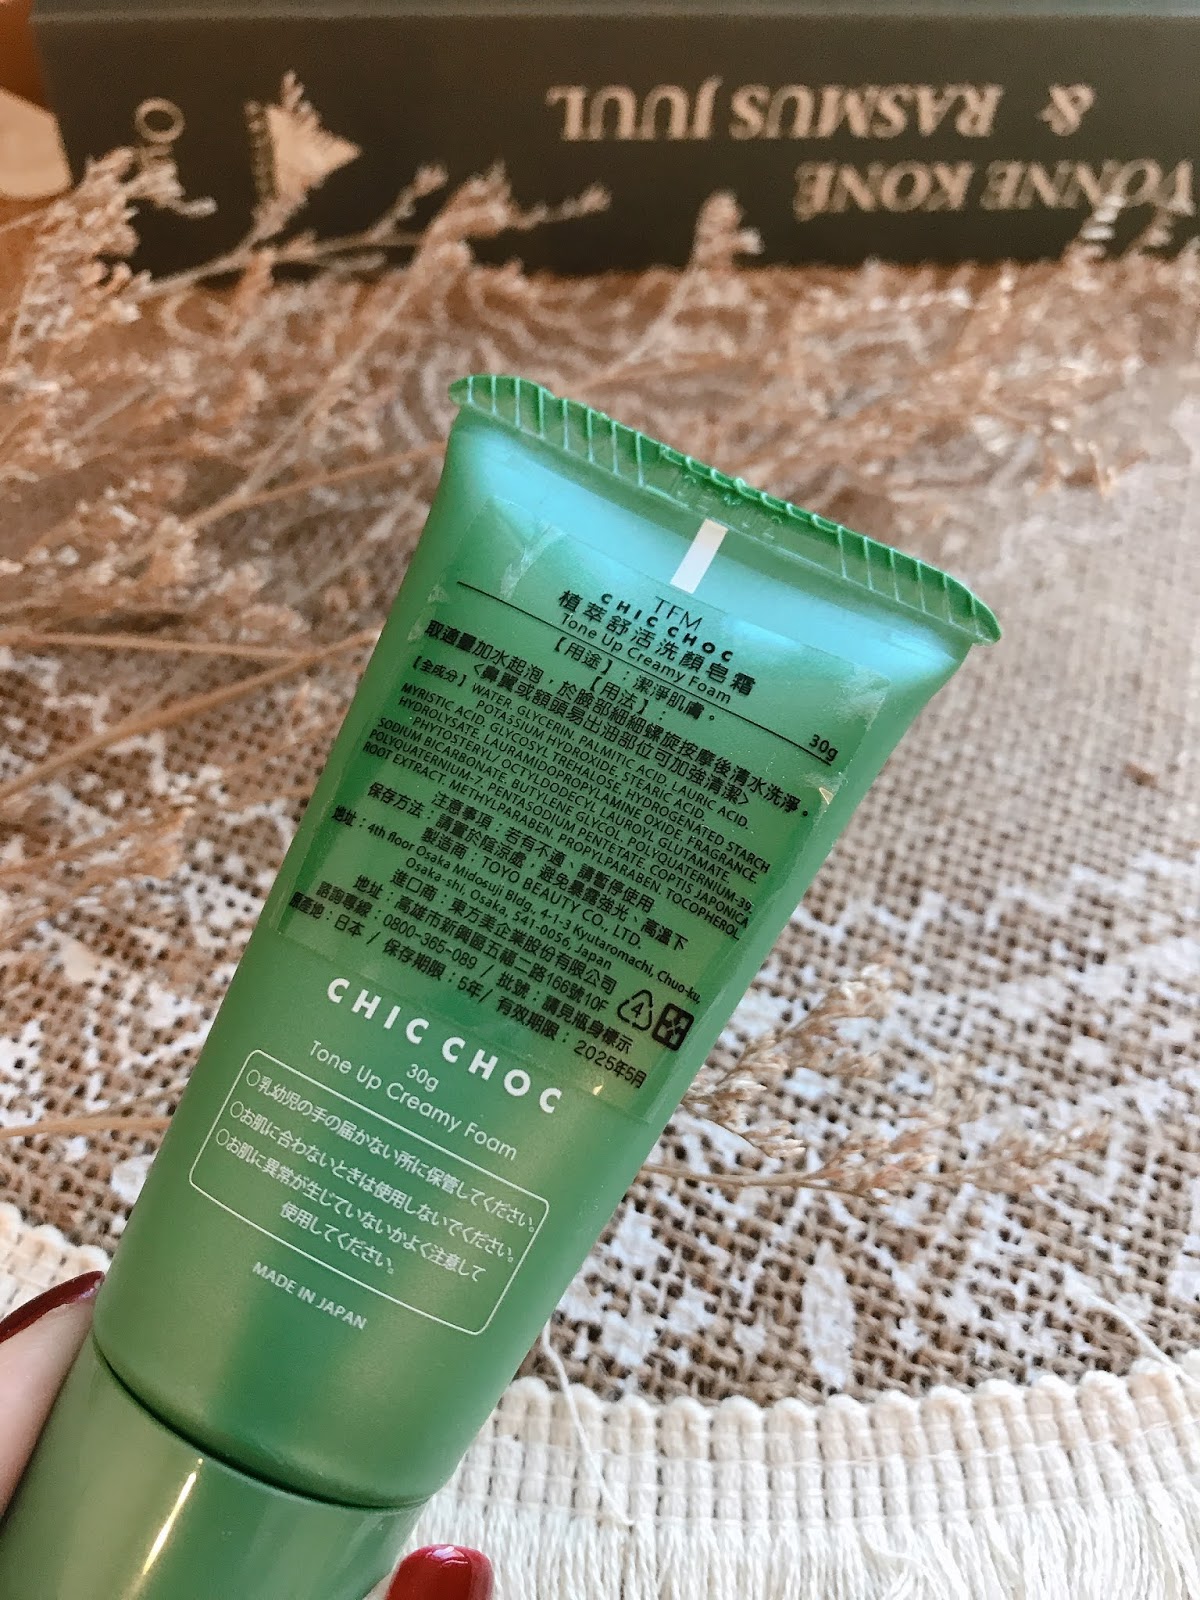 & RASMUS JUUL
VONNE KONÉ
TFM
CHIC CHOC
植萃舒活洗顏皂霜
Tone Up Creamy Foam
30g
【用途】:潔淨肌膚。
【用法】:
取適量加水起泡,於臉部細細螺旋按摩後清水洗淨。
<鼻翼或額頭易出油部位可加強清潔>
【全成分】WATER, GLYCERIN, PALMITIC ACID, LAURIC ACID,
POTASSIUM HYDROXIDE, STEARIC ACID,
MYRISTIC ACID, GLYCOSYL TREHALOSE, HYDROGENATED STARCH
HYDROLYSATE, LAURAMIDOPROPYLAMINE OXIDE, FRAGRANCE,
PHYTOSTERYL/ OCTYLDODECYL LAUROYL GLUTAMATE,
SODIUM BICARBONATE, BUTYLENE GLYCOL, POLYQUATERNIUM-39,
POLYQUATERNIUM-7, PENTASODIUM PENTETATE, COPTIS JAPONICA
ROOT EXTRACT, METHYLPARABEN, PROPYLPARABEN, TOCOPHEROL
注意事項:若有不適、請暫停使用
保存方法:請置於陰涼處,避免曝露強光、高溫下
製造商:TOYO BEAUTY CO., LTD.
地址:4th floor Osaka Midosuji Bldg, 4-1-3 Kyutaromachi, Chuo-ku,
Osaka-shi, Osaka, 541-0056, Japan
進口商:東方美企業股份有限公司
地址:高雄市新興區五福二路166號10F
諮詢專線:0800-365-089 / 批號:請見瓶身標示
原產地:日本 / 保存期限:5年/ 有效期限:2025年5月
4
CHIC CHOC
30g
Tone Up Creamy Foam
○乳幼児の手の届かない所に保管してください。
○お肌に合わないときは使用しないでください。
○お肌に異常が生じていないかよく注意して
使用してください。
MADE IN JAPAN